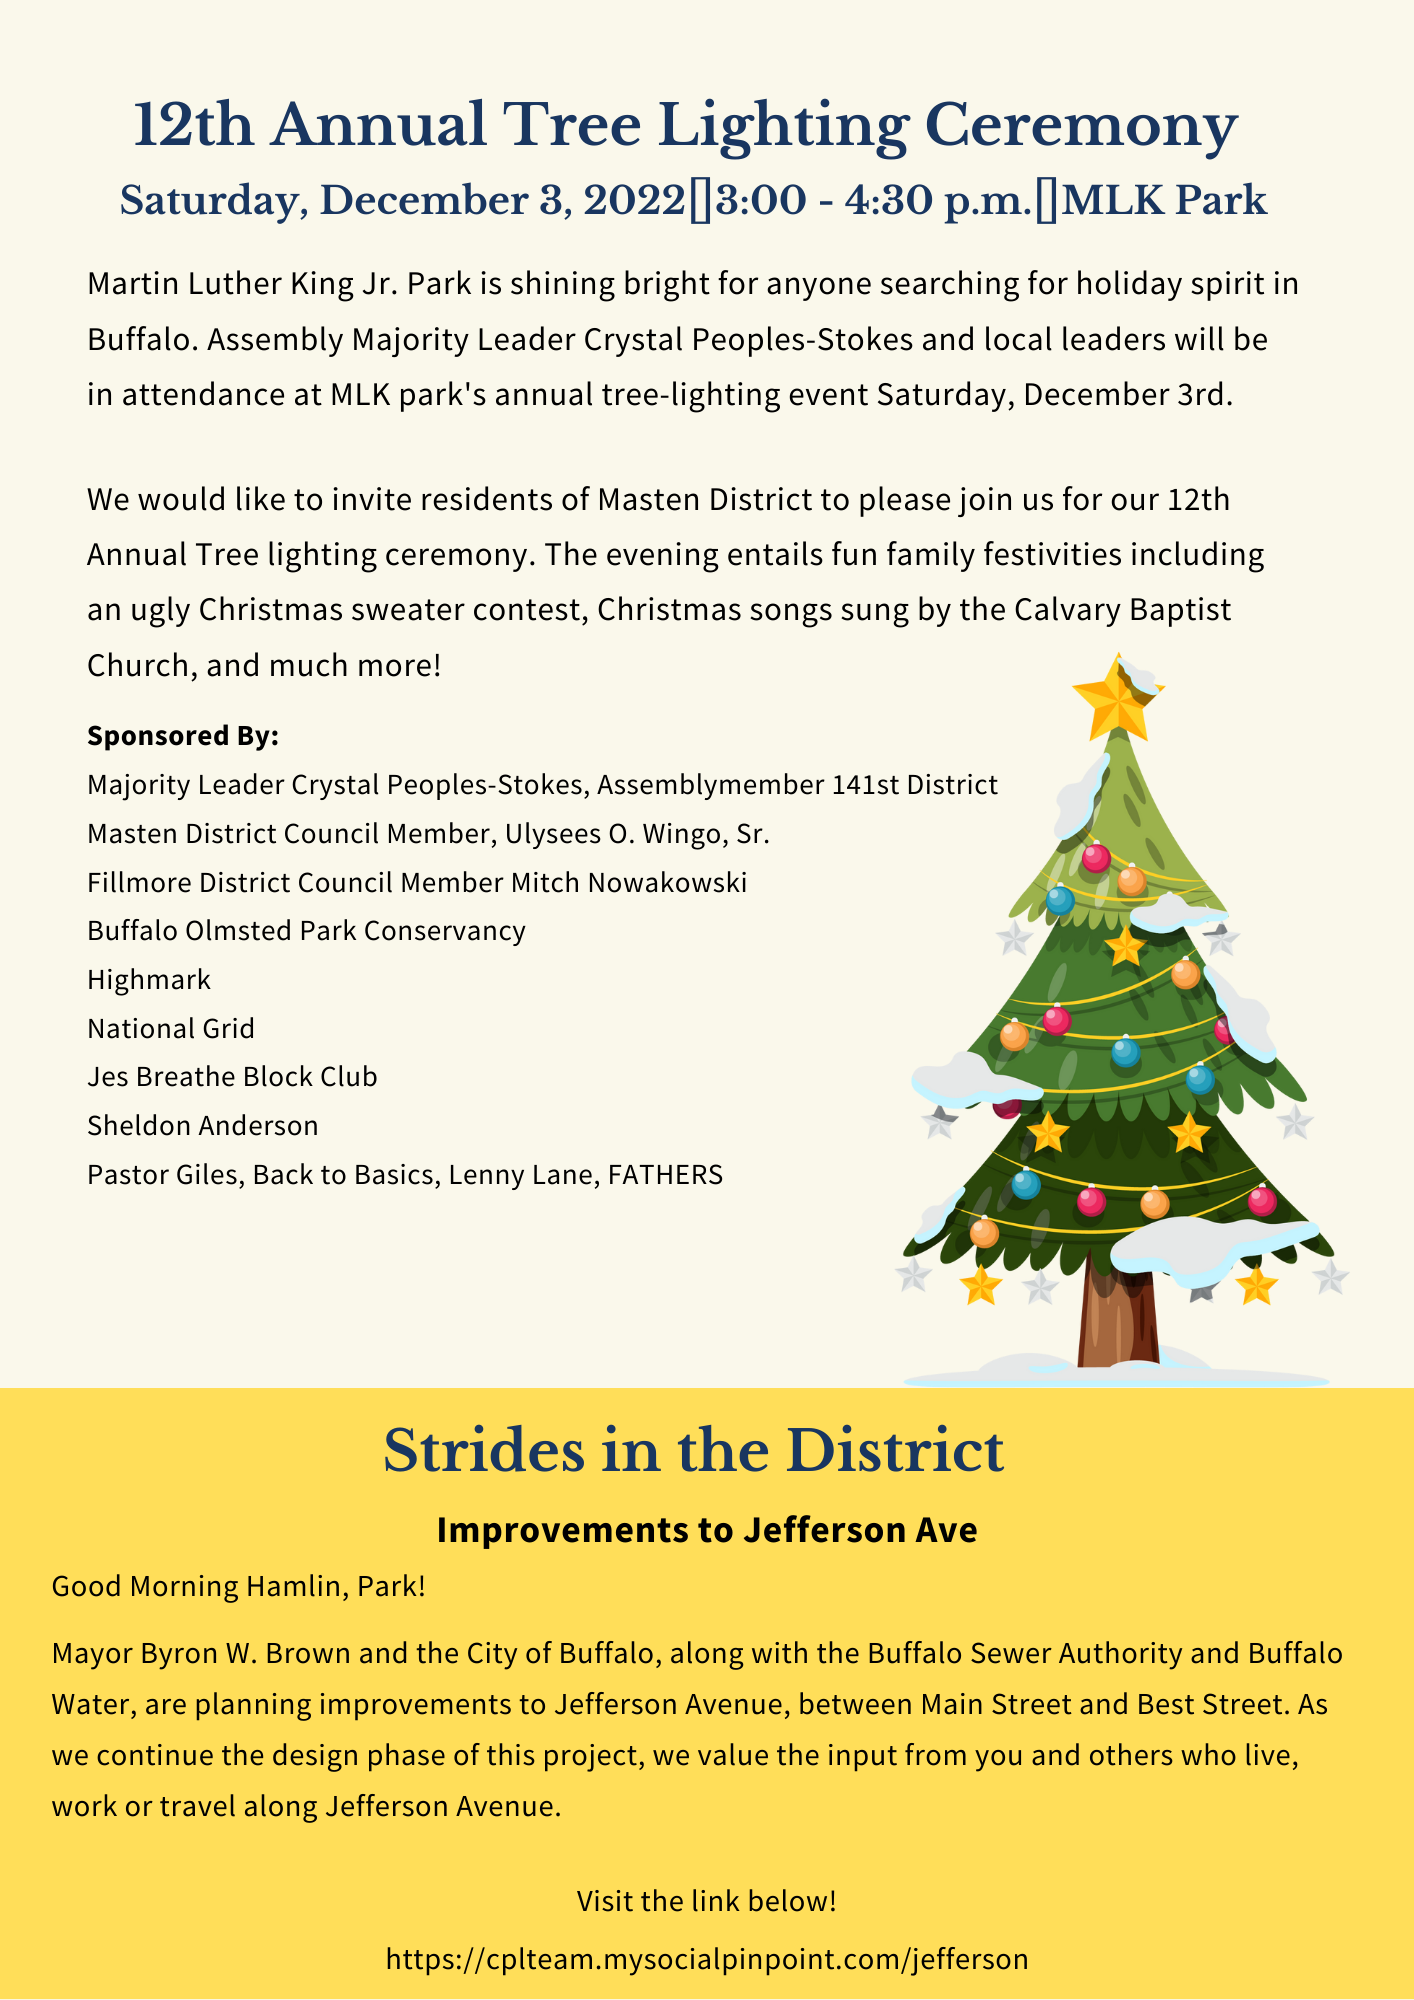 12th Annual Tree Lighting Ceremony
Saturday, December 3, 2022▯3:00 - 4:30 p.m.▯MLK Park
Martin Luther King Jr. Park is shining bright for anyone searching for holiday spirit in
Buffalo. Assembly Majority Leader Crystal Peoples-Stokes and local leaders will be
in attendance at MLK park's annual tree-lighting event Saturday, December 3rd.
We would like to invite residents of Masten District to please join us for our 12th
Annual Tree lighting ceremony. The evening entails fun family festivities including
an ugly Christmas sweater contest, Christmas songs sung by the Calvary Baptist
Church, and much more!
Sponsored By:
Majority Leader Crystal Peoples-Stokes, Assemblymember 141st District
Masten District Council Member, Ulysees O. Wingo, Sr.
Fillmore District Council Member Mitch Nowakowski
Buffalo Olmsted Park Conservancy
Highmark
National Grid
Jes Breathe Block Club
Sheldon Anderson
Pastor Giles, Back to Basics, Lenny Lane, FATHERS
Strides in the District
Improvements to Jefferson Ave
Good Morning Hamlin, Park!
Mayor Byron W. Brown and the City of Buffalo, along with the Buffalo Sewer Authority and Buffalo
Water, are planning improvements to Jefferson Avenue, between Main Street and Best Street. As
we continue the design phase of this project, we value the input from you and others who live,
work or travel along Jefferson Avenue.
Visit the link below!
https://cplteam.mysocialpinpoint.com/jefferson